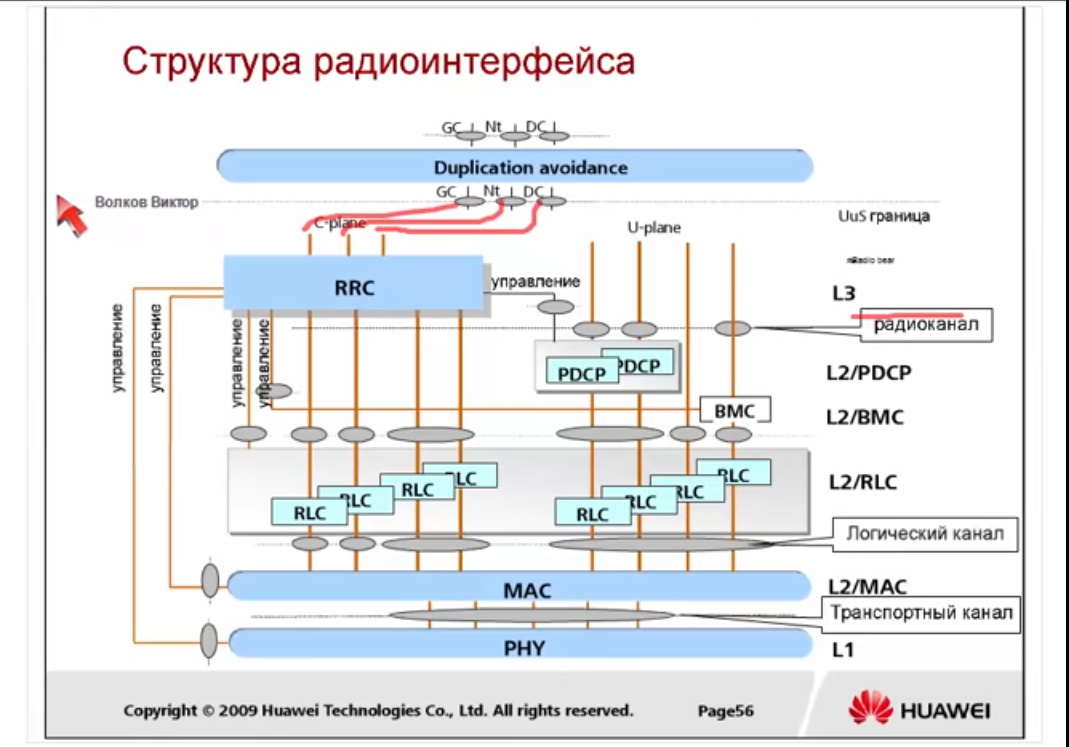 Структура радиоинтерфейса
GC Nt DC
Duplication avoidance
GC Nt DC
Волков Виктор
UuS граница
C-plane
U-plane
RRC
управление
L3
радиоканал
управление
управление
управление
управление
PDCP
PDCP
L2/PDCP
BMC
L2/BMC
RLC
RLC
RLC
RLC
RLC
RLC
RLC
RLC
L2/RLC
Логический канал
MAC
L2/MAC
Транспортный канал
PHY
L1
Copyright © 2009 Huawei Technologies Co., Ltd. All rights reserved.
Page56
HUAWEI